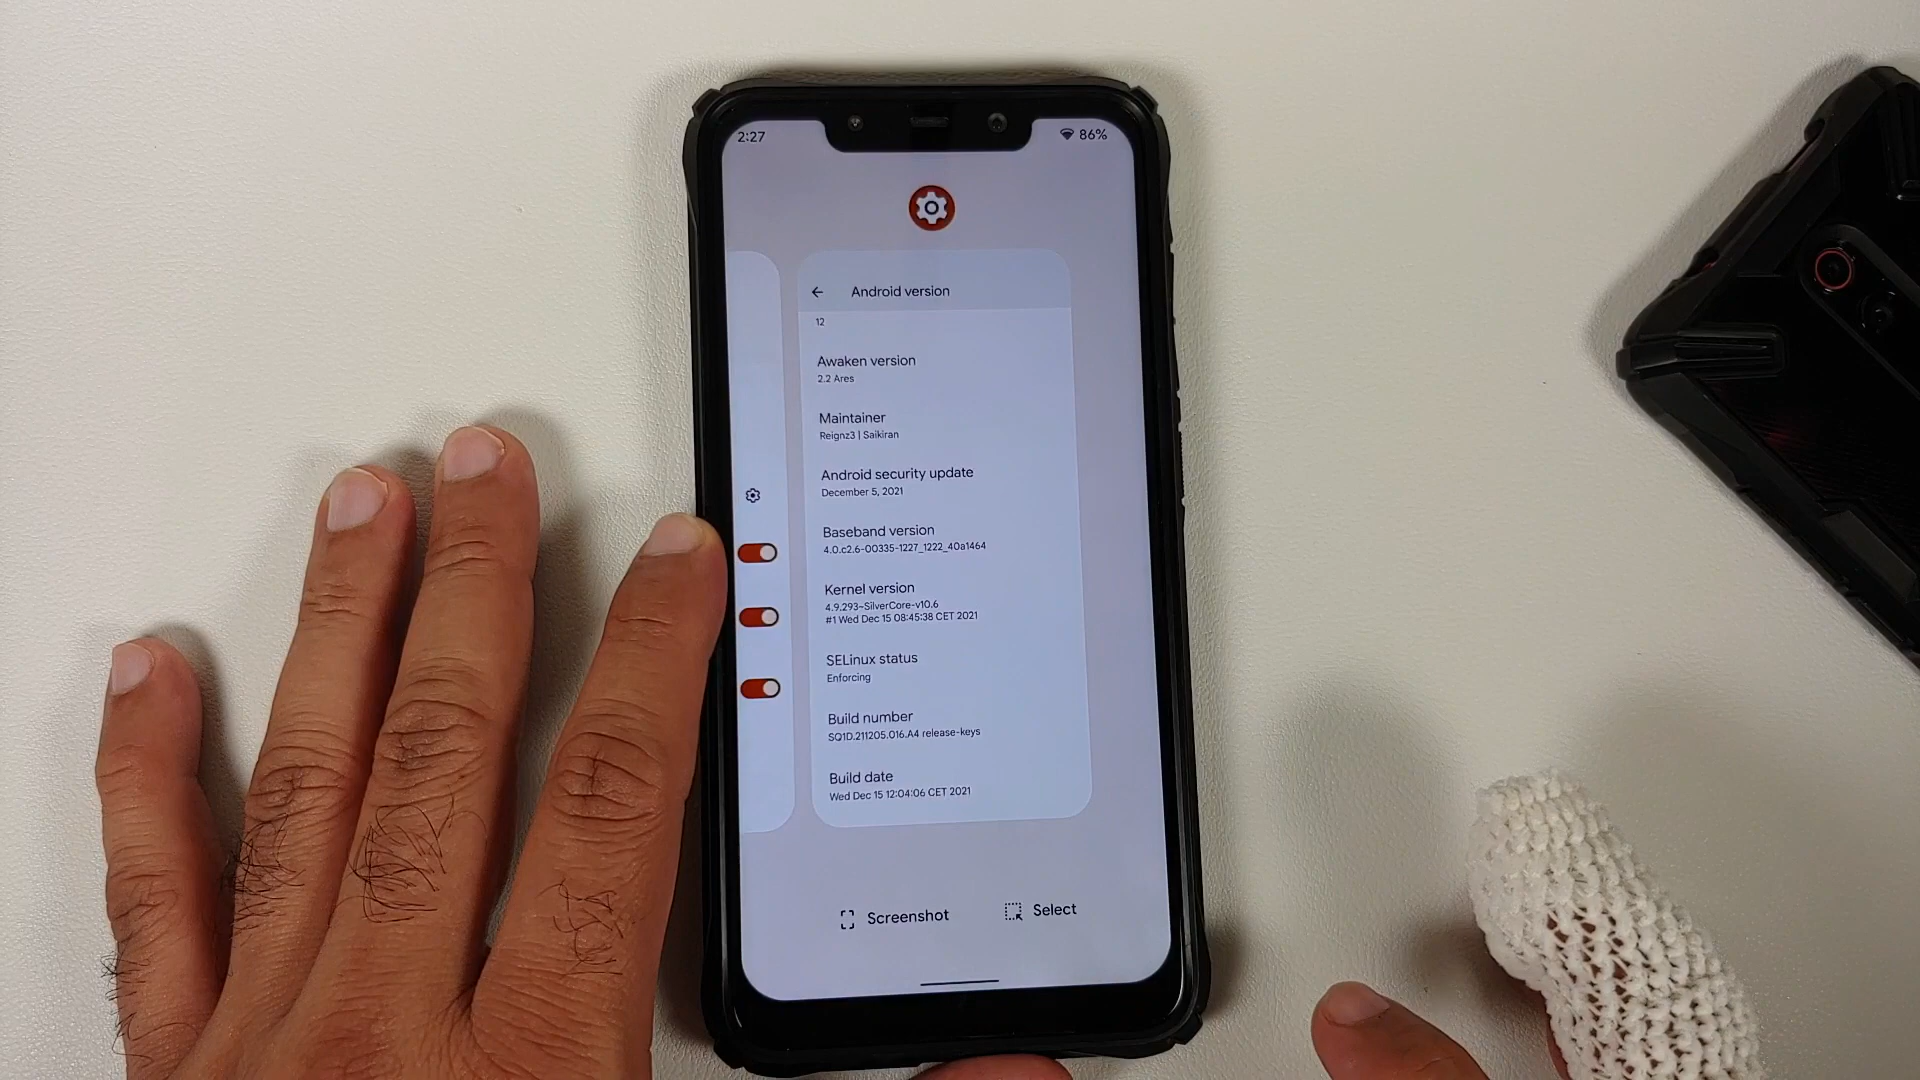 2:27
86%
Android version
12
Awaken version
2.2 Ares
Maintainer
Reignz3 | Saikiran
Android security update
December 5, 2021
Baseband version
4.0.c2.6-00335-1227_1222_40a1464
Kernel version
4.9.293~SilverCore-v10.6
#1 Wed Dec 15 08:45:38 CET 2021
SELinux status
Enforcing
Build number
SQ1D.211205.016.A4 release-keys
Build date
Wed Dec 15 12:04:06 CET 2021
Screenshot
Select